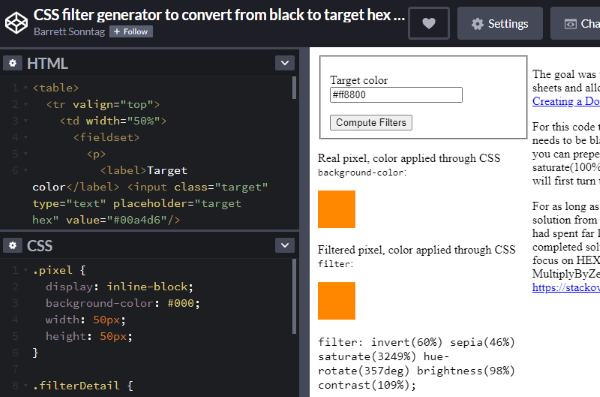 CSS filter generator to convert from black to target hex ...
Barrett Sonntag + Follow
Settings
HTML
1 <table>
2 <tr valign="top">
3 <td width="50%">
4 <fieldset>
5 <p>
6 <label>Target
color</label> <input class="target"
type="text" placeholder="target
hex" value="#00a4d6"/>
CSS
1 .pixel {
2 display: inline-block;
3 background-color: #000;
4 width: 50px;
5 height: 50px;
6 }
7
8 .filterDetail {
Target color
#ff8800
Compute Filters
Real pixel, color applied through CSS
background-color:
Filtered pixel, color applied through CSS
filter:
filter: invert(60%) sepia(46%)
saturate(3249%) hue-
rotate(357deg) brightness(98%)
contrast(109%);
The goal was
sheets and allo
Creating a Do
For this code t
needs to be bla
you can prepe
saturate(100%
will first turn t
For as long as
solution from
had spent far l
completed sol
focus on HEX
MultiplyByZe
https://stackov